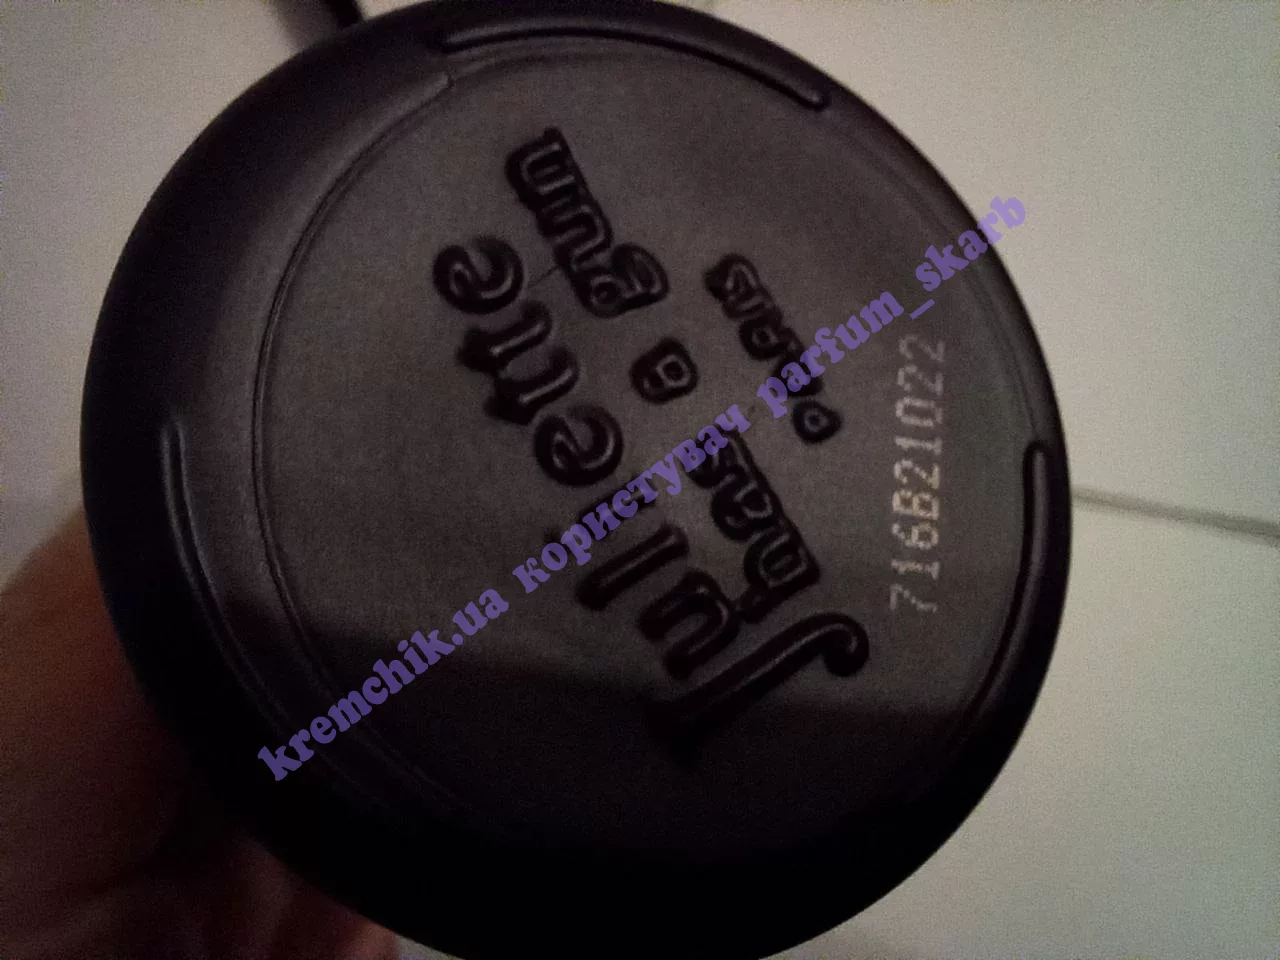 Juliette
has a gun
PARIS
716B21022
kremchik.ua користувач parfum_skarb